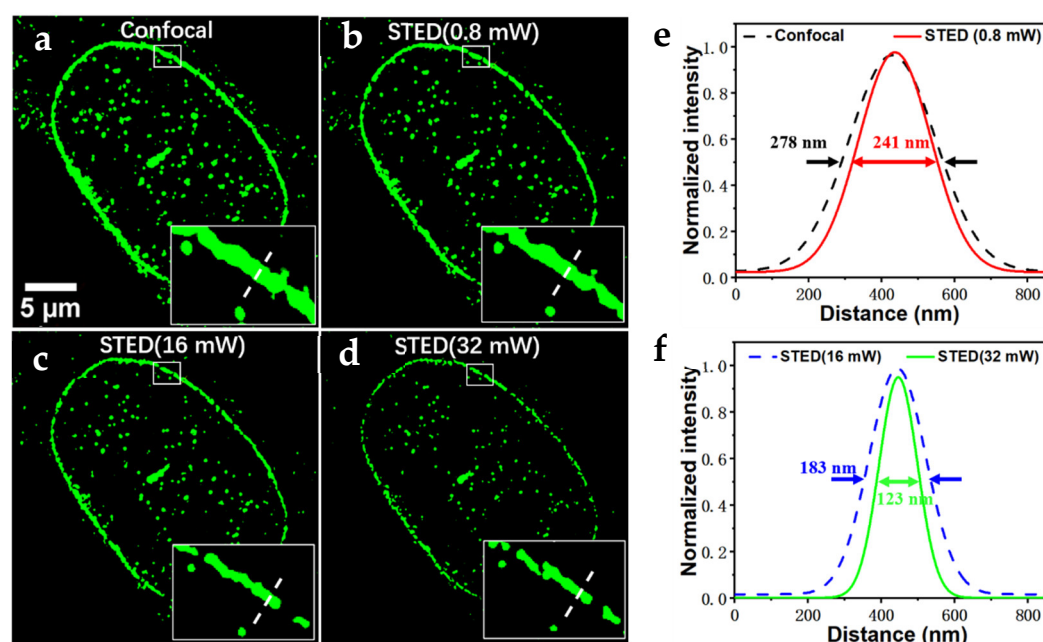 a
Confocal
b
STED(0.8 mW)
5 μm
c
STED(16 mW)
d
STED(32 mW)
e
Confocal
STED (0.8 mW)
Normalized intensity
1.0
0.8
0.6
0.4
0.2
0.0
278 nm
241 nm
0
200
400
600
800
Distance (nm)
f
STED(16 mW)
STED(32 mW)
Normalized intensity
1.0
0.8
0.6
0.4
0.2
0.0
183 nm
123 nm
0
200
400
600
800
Distance (nm)